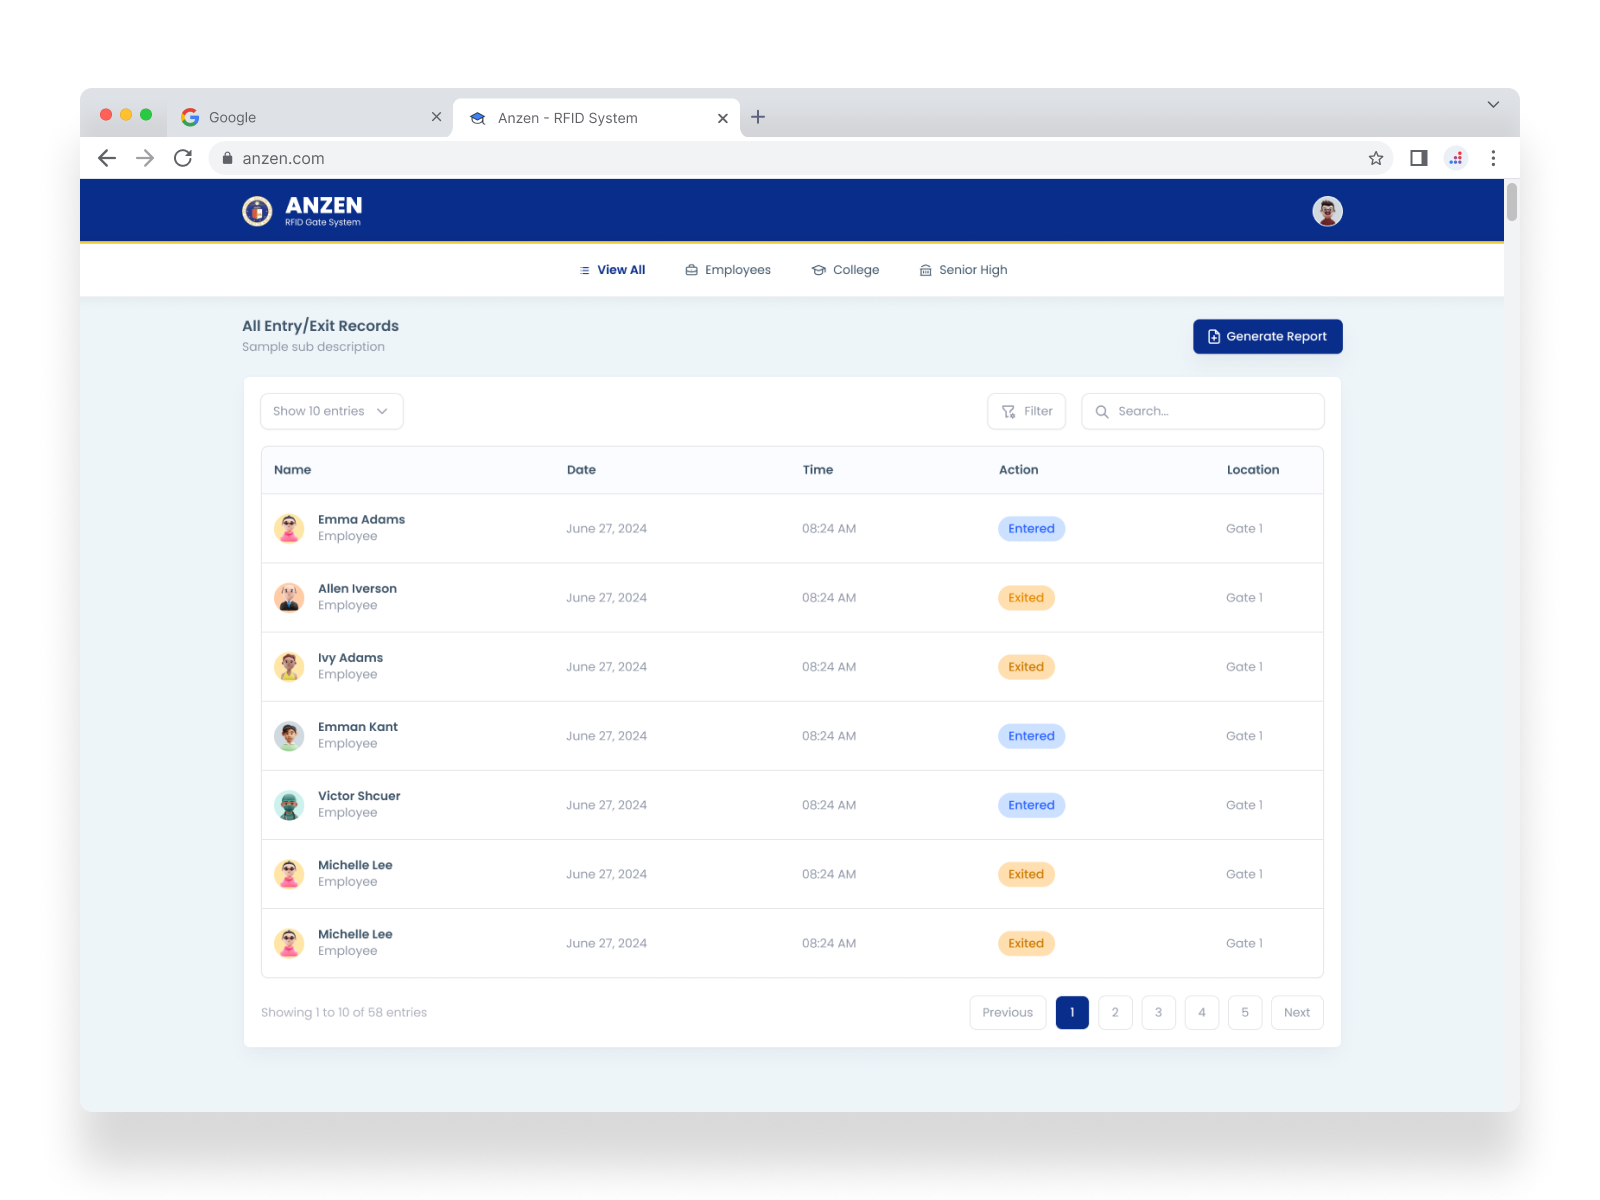 Google
Anzen - RFID System
anzen.com
ANZEN
RFID Gate System
View All
Employees
College
Senior High
All Entry/Exit Records
Sample sub description
Generate Report
Show 10 entries
Filter
Search...
Name Date Time Action Location
Emma Adams
Employee
June 27, 2024 08:24 AM Entered Gate 1
Allen Iverson
Employee
June 27, 2024 08:24 AM Exited Gate 1
Ivy Adams
Employee
June 27, 2024 08:24 AM Exited Gate 1
Emman Kant
Employee
June 27, 2024 08:24 AM Entered Gate 1
Victor Shcuer
Employee
June 27, 2024 08:24 AM Entered Gate 1
Michelle Lee
Employee
June 27, 2024 08:24 AM Exited Gate 1
Michelle Lee
Employee
June 27, 2024 08:24 AM Exited Gate 1
Showing 1 to 10 of 58 entries
Previous 1 2 3 4 5 Next